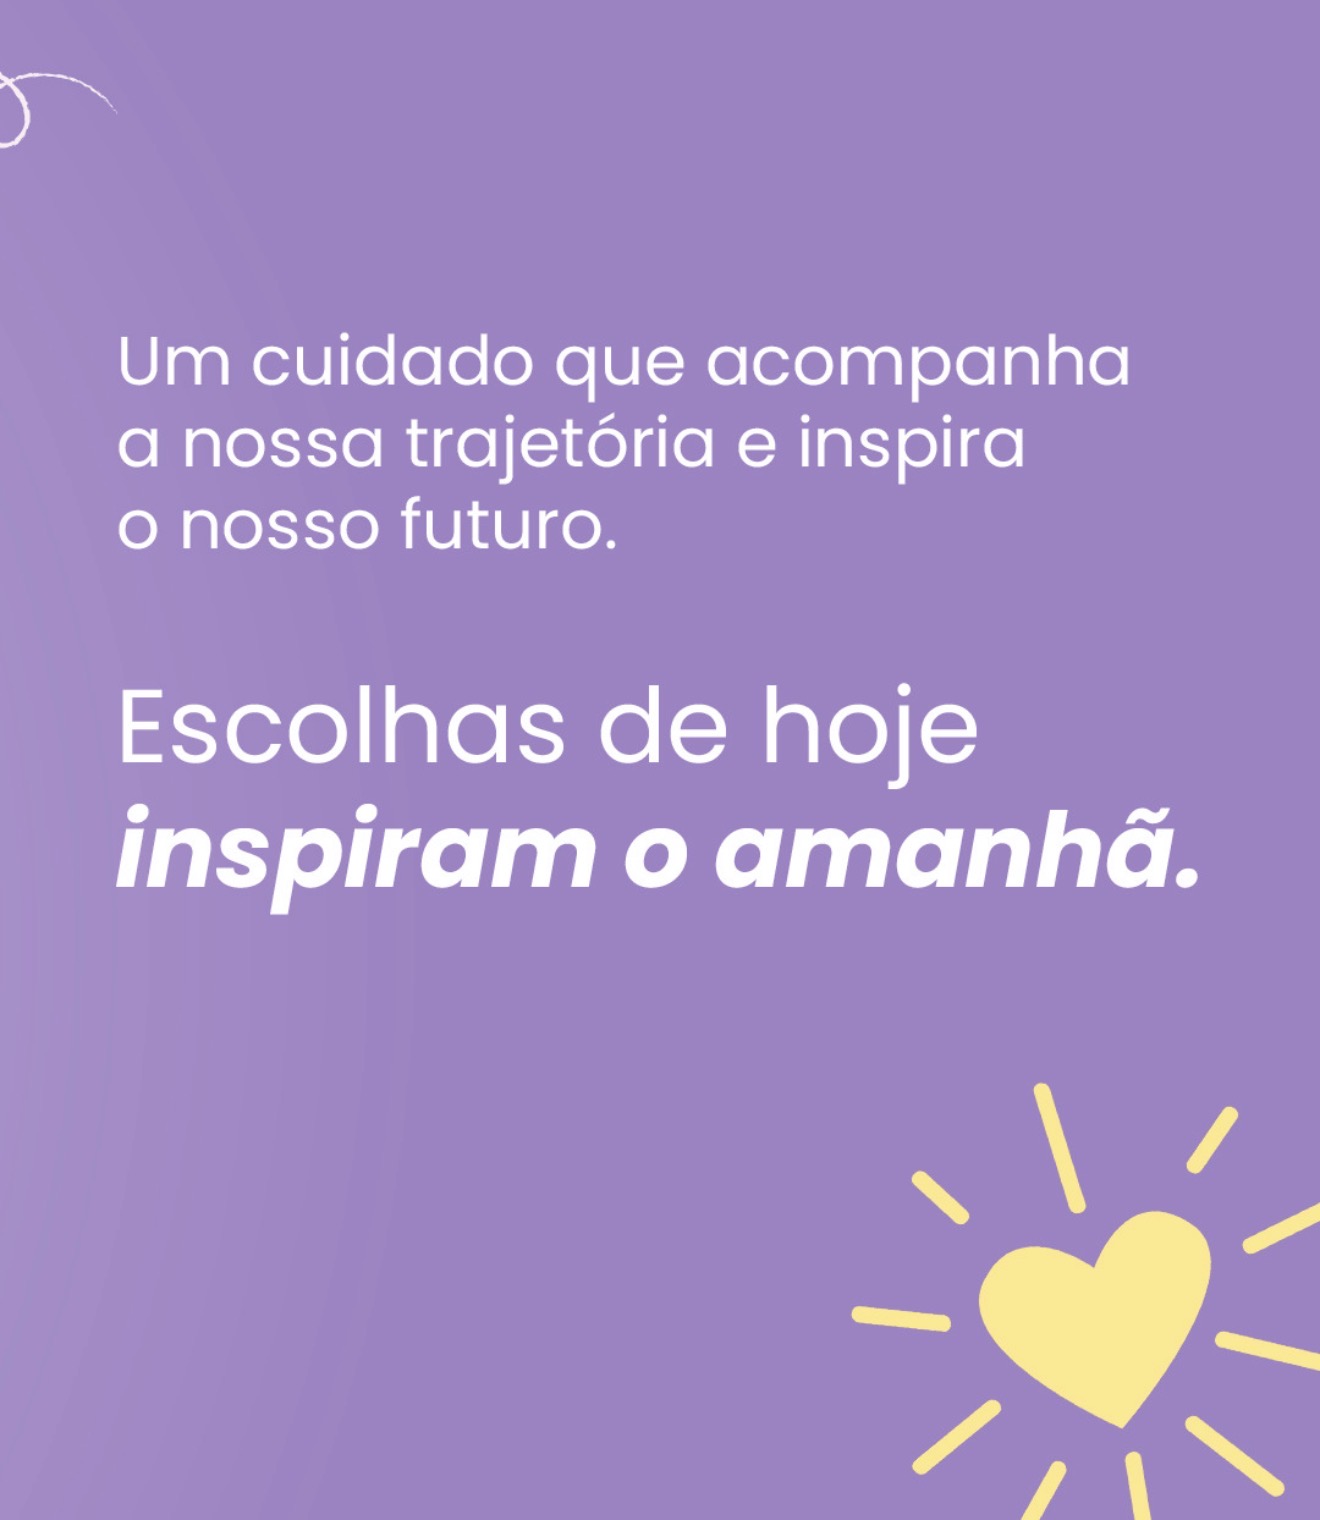 Um cuidado que acompanha
a nossa trajetória e inspira
o nosso futuro.
Escolhas de hoje
inspiram o amanhã.